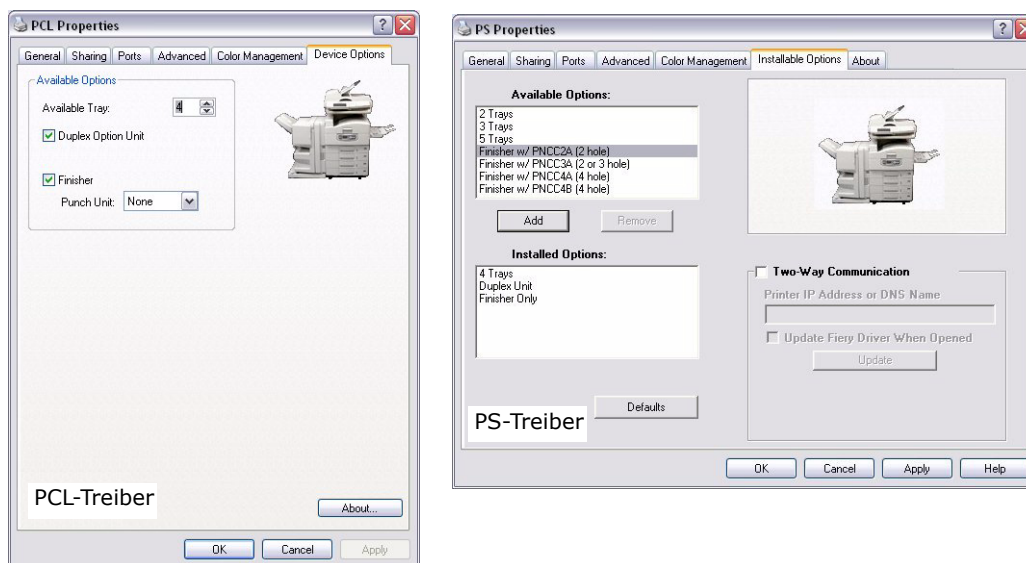 PCL Properties
General Sharing Ports Advanced Color Management Device Options
Available Options
Available Tray: 4
Duplex Option Unit
Finisher
Punch Unit: None
PCL-Treiber
About...
OK Cancel Apply
PS Properties
General Sharing Ports Advanced Color Management Installable Options About
Available Options:
2 Trays
3 Trays
5 Trays
Finisher w/ PNCC2A (2 hole)
Finisher w/ PNCC3A (2 or 3 hole)
Finisher w/ PNCC4A (4 hole)
Finisher w/ PNCC4B (4 hole)
Add Remove
Installed Options:
4 Trays
Duplex Unit
Finisher Only
Defaults
PS-Treiber
Two-Way Communication
Printer IP Address or DNS Name
Update Fiery Driver When Opened
Update
OK Cancel Apply Help